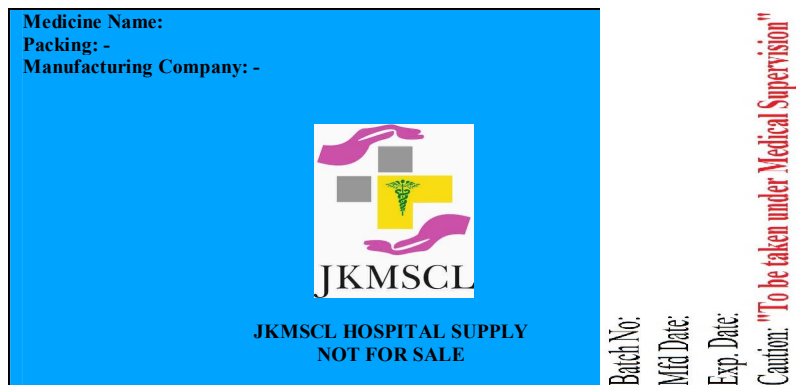 Medicine Name:
Packing: -
Manufacturing Company: -
JKMSCL
JKMSCL HOSPITAL SUPPLY
NOT FOR SALE
Batch No:
Mfd Date:
Exp. Date:
Caution: "To be taken under Medical Supervision"